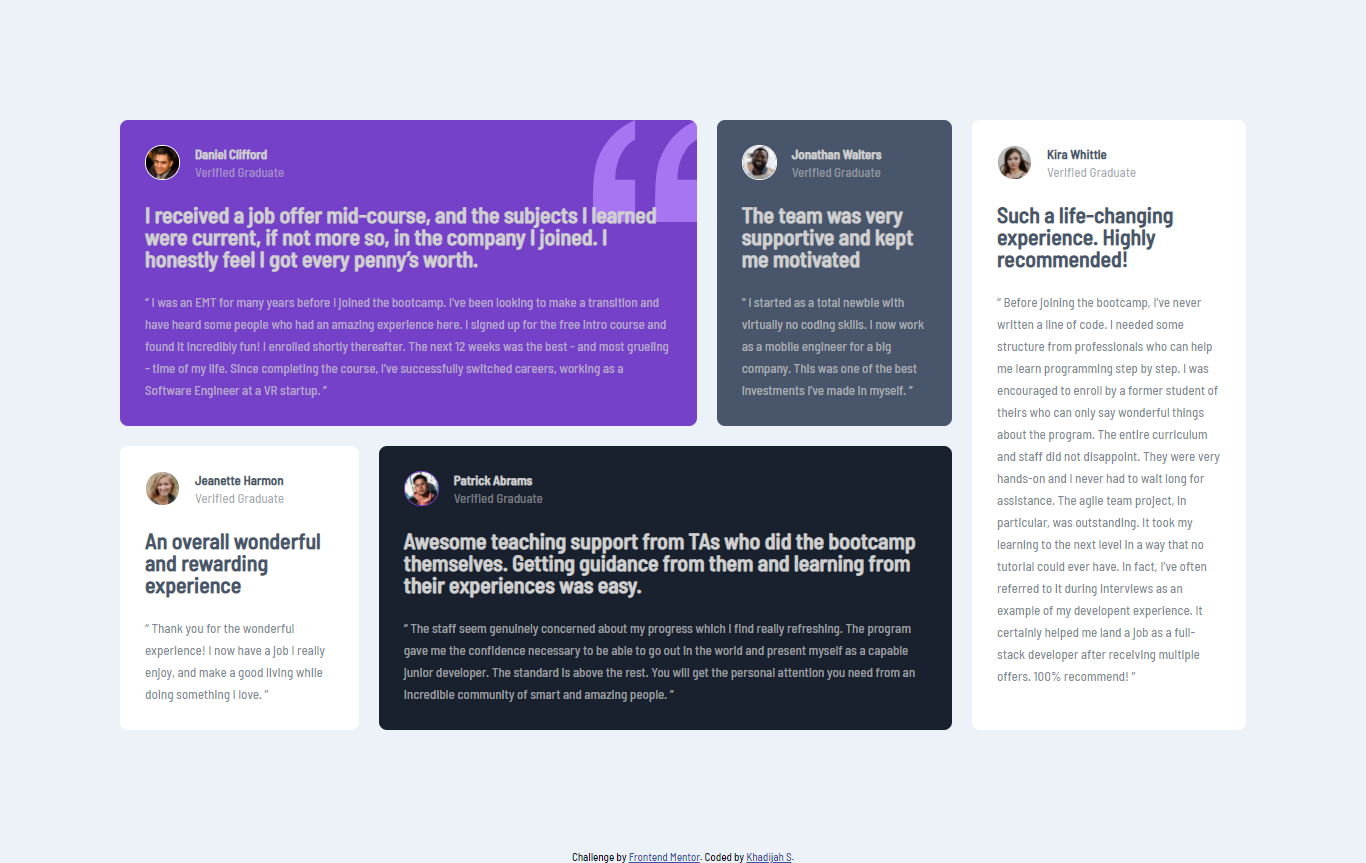 Daniel Clifford
Verified Graduate
I received a job offer mid-course, and the subjects I learned
were current, if not more so, in the company I joined. I
honestly feel I got every penny’s worth.
“ I was an EMT for many years before I joined the bootcamp. I’ve been looking to make a transition and
have heard some people who had an amazing experience here. I signed up for the free intro course and
found it incredibly fun! I enrolled shortly thereafter. The next 12 weeks was the best - and most grueling
- time of my life. Since completing the course, I’ve successfully switched careers, working as a
Software Engineer at a VR startup. ”
Jonathan Walters
Verified Graduate
The team was very
supportive and kept
me motivated
“ I started as a total newbie with
virtually no coding skills. I now work
as a mobile engineer for a big
company. This was one of the best
investments I’ve made in myself. ”
Kira Whittle
Verified Graduate
Such a life-changing
experience. Highly
recommended!
“ Before joining the bootcamp, I’ve never
written a line of code. I needed some
structure from professionals who can help
me learn programming step by step. I was
encouraged to enroll by a former student of
theirs who can only say wonderful things
about the program. The entire curriculum
and staff did not disappoint. They were very
hands-on and I never had to wait long for
assistance. The agile team project, in
particular, was outstanding. It took my
learning to the next level in a way that no
tutorial could ever have. In fact, I’ve often
referred to it during interviews as an
example of my developent experience. It
certainly helped me land a job as a full-
stack developer after receiving multiple
offers. 100% recommend! ”
Jeanette Harmon
Verified Graduate
An overall wonderful
and rewarding
experience
“ Thank you for the wonderful
experience! I now have a job I really
enjoy, and make a good living while
doing something I love. ”
Patrick Abrams
Verified Graduate
Awesome teaching support from TAs who did the bootcamp
themselves. Getting guidance from them and learning from
their experiences was easy.
“ The staff seem genuinely concerned about my progress which I find really refreshing. The program
gave me the confidence necessary to be able to go out in the world and present myself as a capable
junior developer. The standard is above the rest. You will get the personal attention you need from an
incredible community of smart and amazing people. ”
Challenge by Frontend Mentor. Coded by Khadijah S.